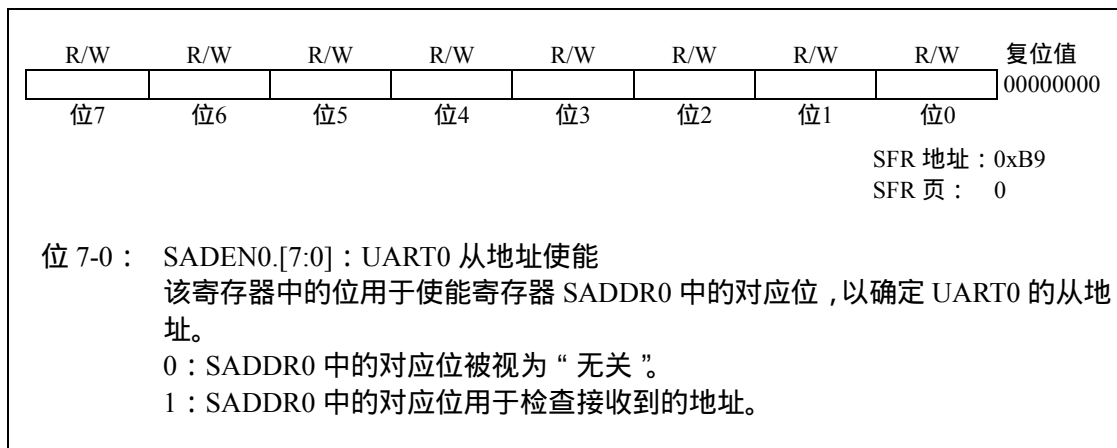 R/W R/W R/W R/W R/W R/W R/W R/W 复位值
00000000
位7 位6 位5 位4 位3 位2 位1 位0
SFR 地址：0xB9
SFR 页： 0
位 7-0： SADEN0.[7:0]：UART0 从地址使能
该寄存器中的位用于使能寄存器 SADDR0 中的对应位，以确定 UART0 的从地
址。
0：SADDR0 中的对应位被视为“无关”。
1：SADDR0 中的对应位用于检查接收到的地址。